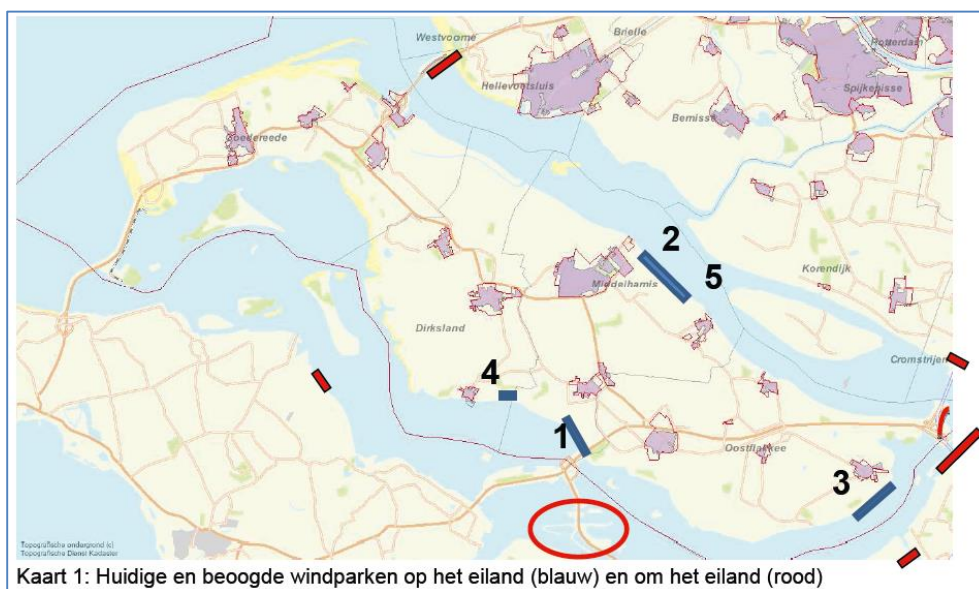 Westvoorne
Brielle
Rotterdam
Hellevoetsluis
Spijkenisse
Bernisse
Goedereede
2
5
Korendijk
Middelharnis
Dirksland
Cromstrijen
4
1
Oostflakkee
3
Topografische ondergrond (c)
Topografische Dienst Kadaster
Kaart 1: Huidige en beoogde windparken op het eiland (blauw) en om het eiland (rood)